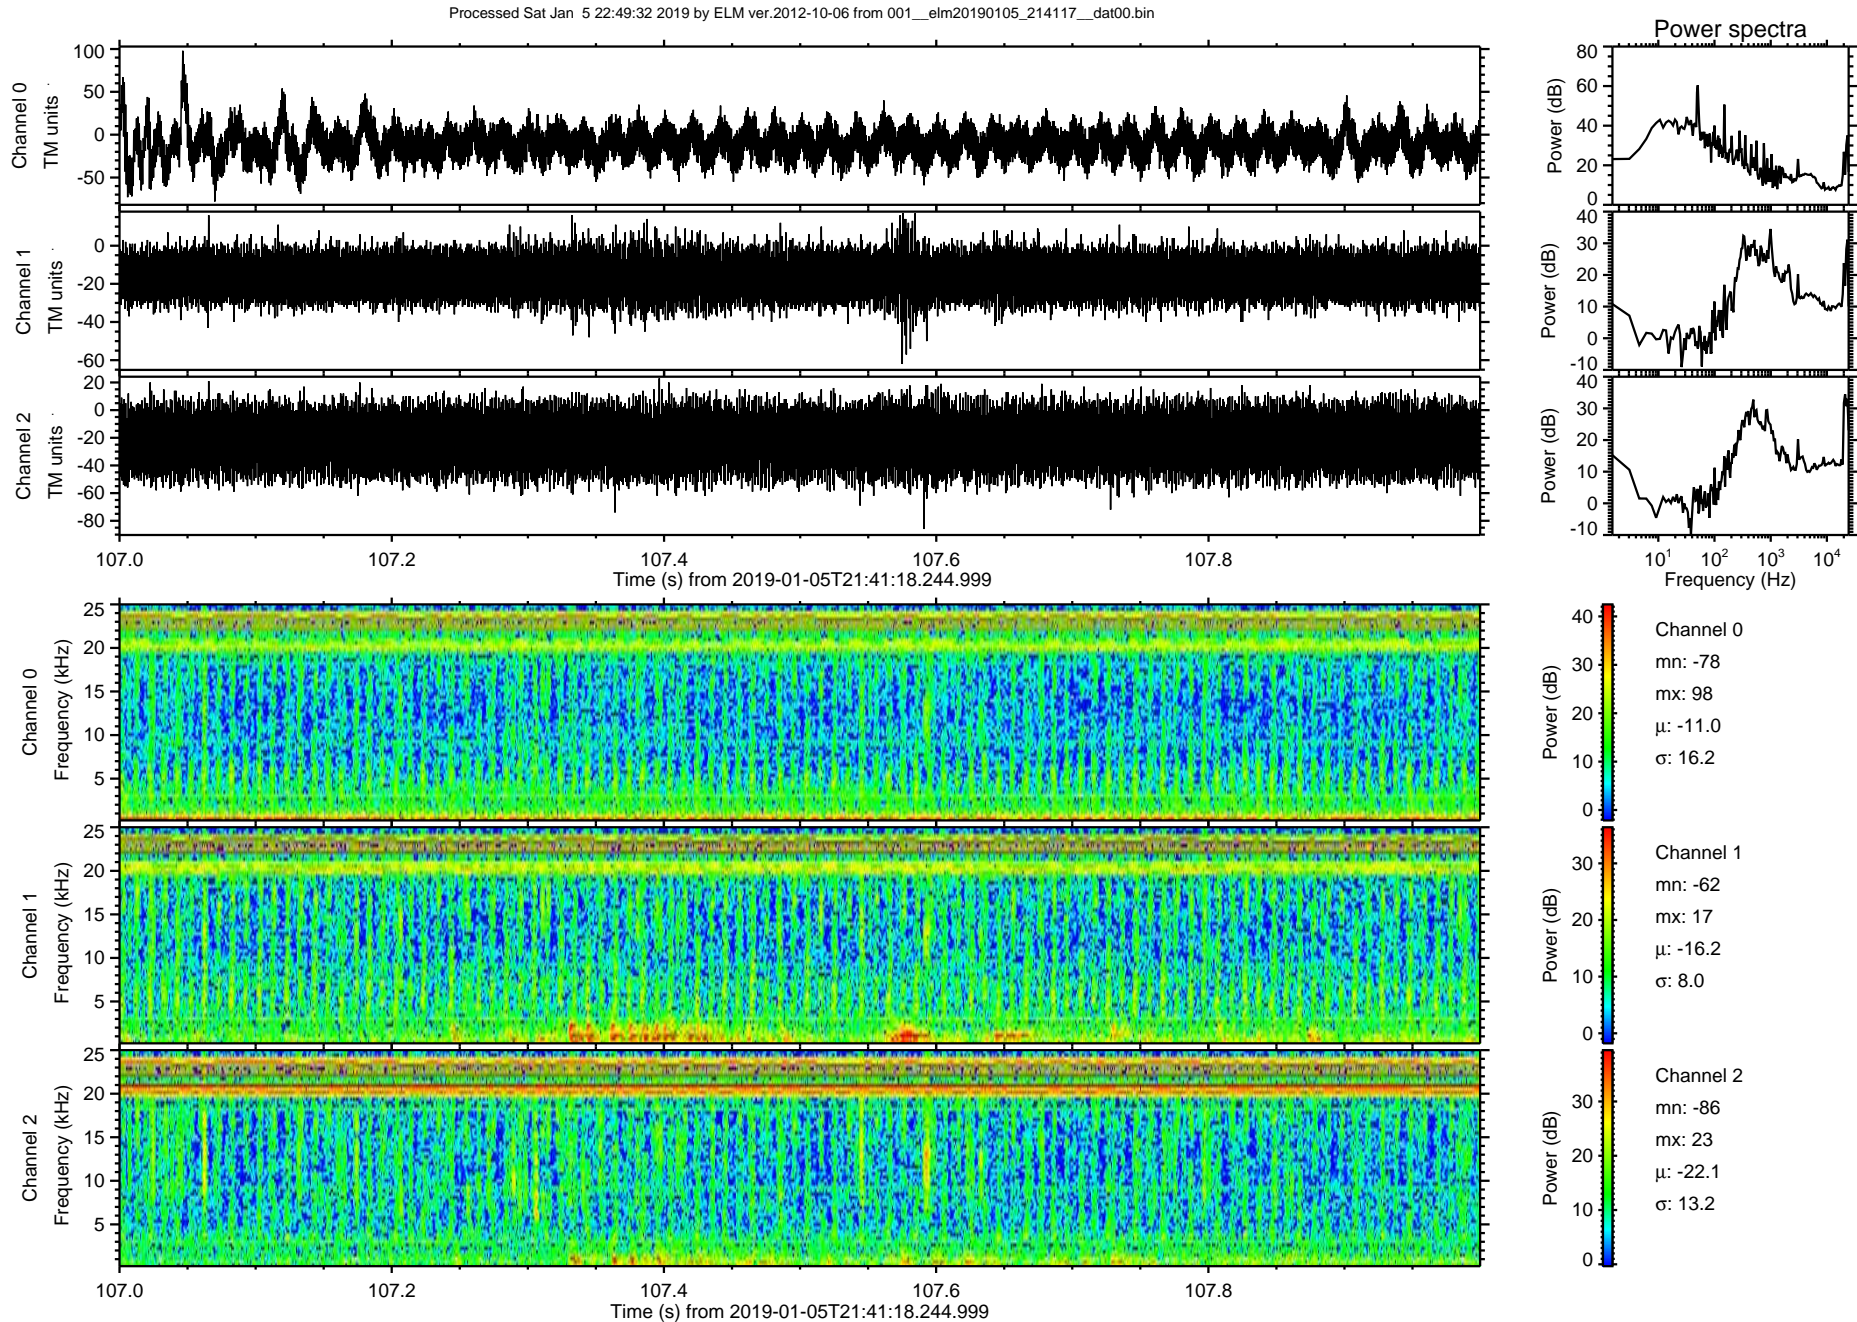 Processed Sat Jan  5 22:49:32 2019 by ELM ver.2012-10-06 from 001__elm20190105_214117__dat00.bin
Power spectra
Channel 0
TM units
100
50
0
-50
Power (dB)
80
60
40
20
0
Channel 1
TM units
0
-20
-40
-60
Power (dB)
40
30
20
10
0
-10
Channel 2
TM units
20
0
-20
-40
-60
-80
Power (dB)
40
30
20
10
0
-10
107.0 107.2 107.4 107.6 107.8
Time (s) from 2019-01-05T21:41:18.244.999
10^1 10^2 10^3 10^4
Frequency (Hz)
Channel 0
Frequency (kHz)
25
20
15
10
5
Power (dB)
40
30
20
10
0
Channel 0
mn: -78
mx: 98
μ: -11.0
σ: 16.2
Channel 1
Frequency (kHz)
25
20
15
10
5
Power (dB)
30
20
10
0
Channel 1
mn: -62
mx: 17
μ: -16.2
σ: 8.0
Channel 2
Frequency (kHz)
25
20
15
10
5
Power (dB)
30
20
10
0
Channel 2
mn: -86
mx: 23
μ: -22.1
σ: 13.2
107.0 107.2 107.4 107.6 107.8
Time (s) from 2019-01-05T21:41:18.244.999